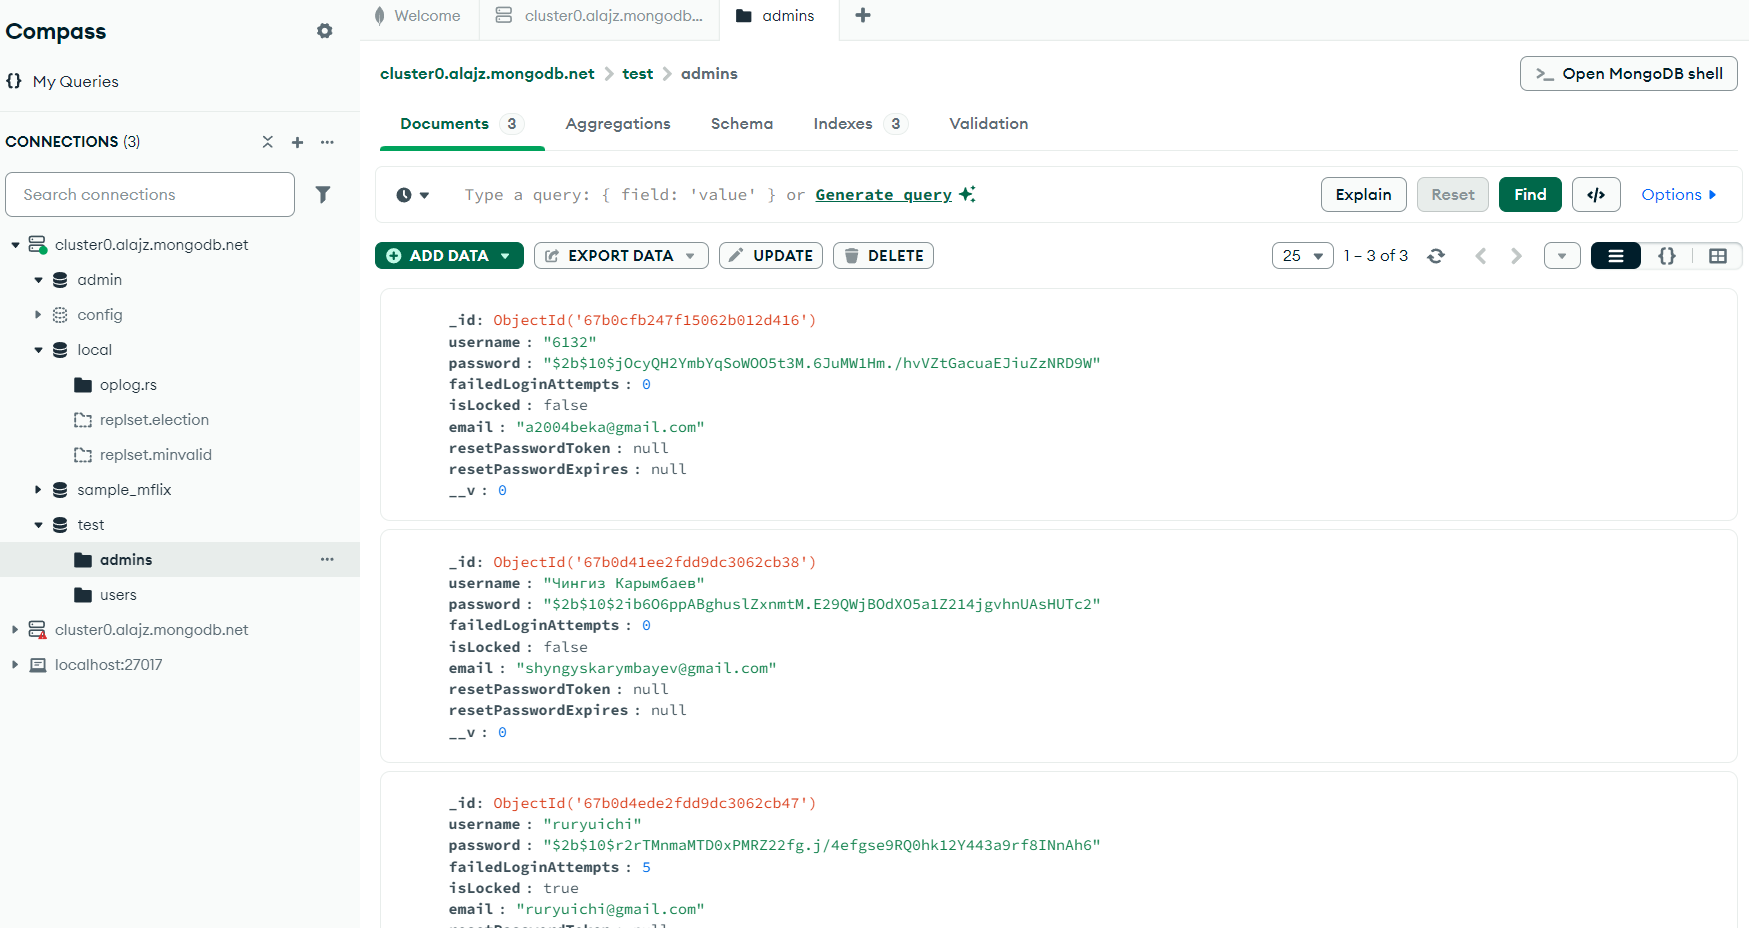 Compass
My Queries
CONNECTIONS (3)
Search connections
cluster0.alajz.mongodb.net
admin
config
local
oplog.rs
replset.election
replset.minvalid
sample_mflix
test
admins
users
cluster0.alajz.mongodb.net
localhost:27017
Welcome
cluster0.alajz.mongodb...
admins
cluster0.alajz.mongodb.net > test > admins
>_ Open MongoDB shell
Documents 3 Aggregations Schema Indexes 3 Validation
Type a query: { field: 'value' } or Generate query
Explain Reset Find </> Options
ADD DATA EXPORT DATA UPDATE DELETE
25 1 – 3 of 3 {}
_id: ObjectId('67b0cfb247f15062b012d416')
username : "6132"
password : "$2b$10$jOcyQH2YmbYqSoWOO5t3M.6JuMW1Hm./hvVZtGacuaEJiuZzNRD9W"
failedLoginAttempts : 0
isLocked : false
email : "a2004beka@gmail.com"
resetPasswordToken : null
resetPasswordExpires : null
__v : 0
_id: ObjectId('67b0d41ee2fdd9dc3062cb38')
username : "Чингиз Карымбаев"
password : "$2b$10$2ib6O6ppABghuslZxnmtM.E29QWjBOdXO5a1Z214jgvhnUAsHUTc2"
failedLoginAttempts : 0
isLocked : false
email : "shyngyskarymbayev@gmail.com"
resetPasswordToken : null
resetPasswordExpires : null
__v : 0
_id: ObjectId('67b0d4ede2fdd9dc3062cb47')
username : "ruryuichi"
password : "$2b$10$r2rTMnmaMTD0xPMRZ22fg.j/4efgse9RQ0hk12Y443a9rf8INnAh6"
failedLoginAttempts : 5
isLocked : true
email : "ruryuichi@gmail.com"